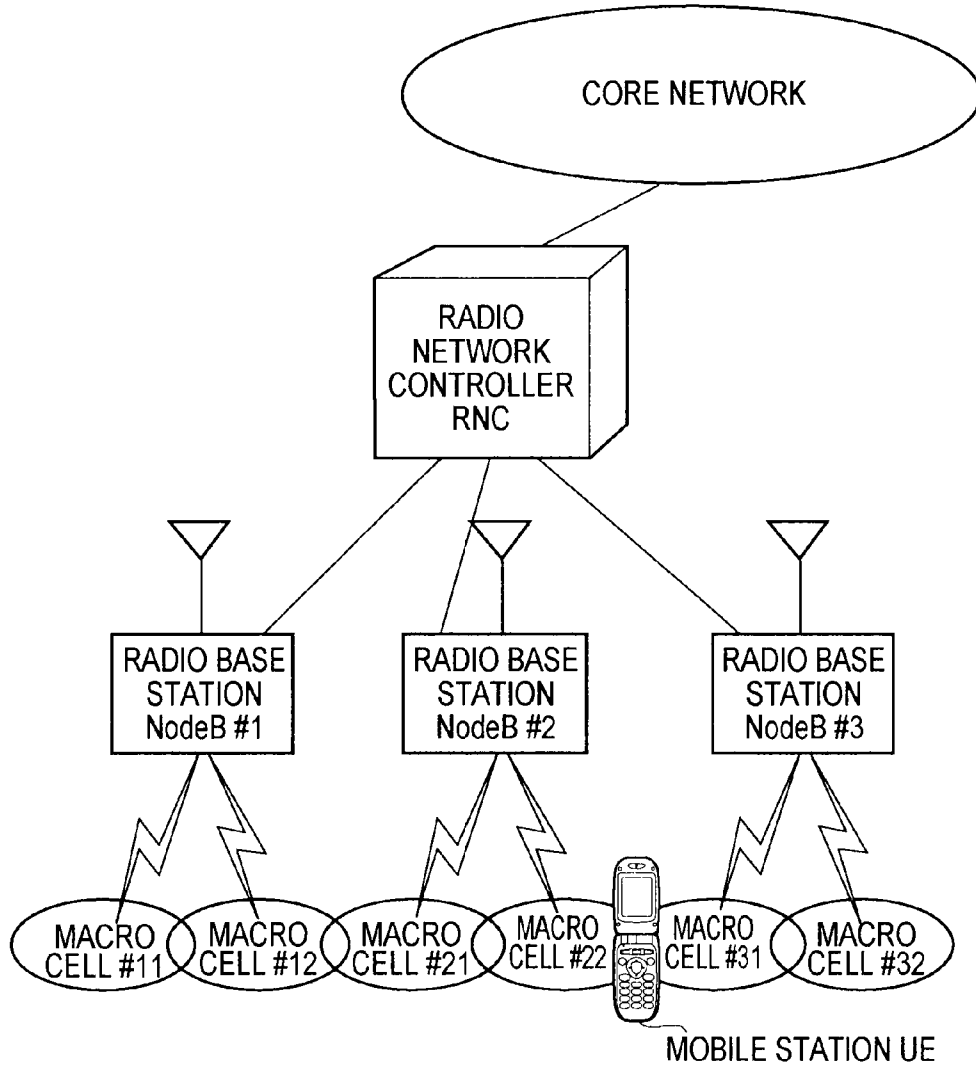 CORE NETWORK
RADIO
NETWORK
CONTROLLER
RNC
RADIO BASE
STATION
NodeB #1
RADIO BASE
STATION
NodeB #2
RADIO BASE
STATION
NodeB #3
MACRO
CELL #11
MACRO
CELL #12
MACRO
CELL #21
MACRO
CELL #22
MACRO
CELL #31
MACRO
CELL #32
MOBILE STATION UE